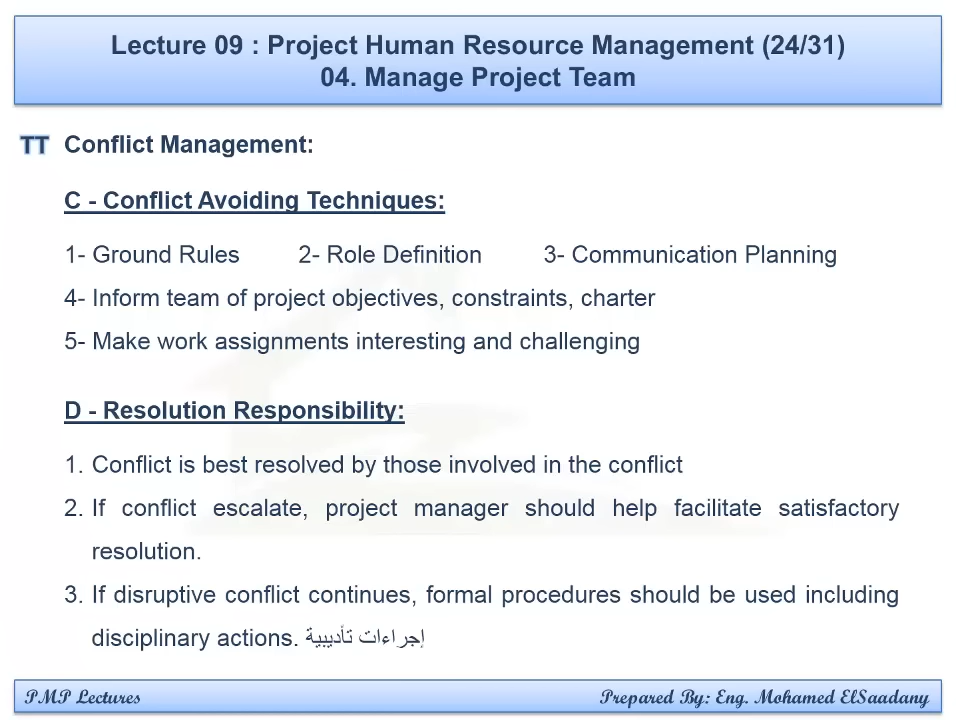 Lecture 09 : Project Human Resource Management (24/31)
04. Manage Project Team
TT Conflict Management:
C - Conflict Avoiding Techniques:
1- Ground Rules 2- Role Definition 3- Communication Planning
4- Inform team of project objectives, constraints, charter
5- Make work assignments interesting and challenging
D - Resolution Responsibility:
1. Conflict is best resolved by those involved in the conflict
2. If conflict escalate, project manager should help facilitate satisfactory
resolution.
3. If disruptive conflict continues, formal procedures should be used including
disciplinary actions. إجراءات تأديبية
PMP Lectures Prepared By: Eng. Mohamed ElSaadany